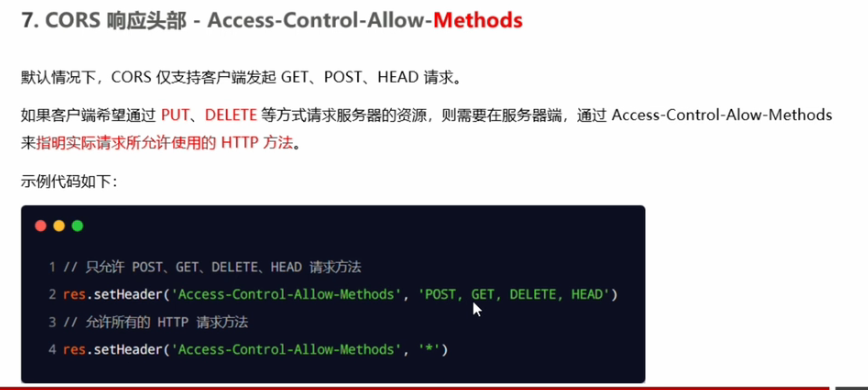 7. CORS 响应头部 - Access-Control-Allow-Methods
默认情况下，CORS 仅支持客户端发起 GET、POST、HEAD 请求。
如果客户端希望通过 PUT、DELETE 等方式请求服务器的资源，则需要在服务器端，通过 Access-Control-Alow-Methods
来指明实际请求所允许使用的 HTTP 方法。
示例代码如下：
1 // 只允许 POST、GET、DELETE、HEAD 请求方法
2 res.setHeader('Access-Control-Allow-Methods', 'POST, GET, DELETE, HEAD')
3 // 允许所有的 HTTP 请求方法
4 res.setHeader('Access-Control-Allow-Methods', '*')